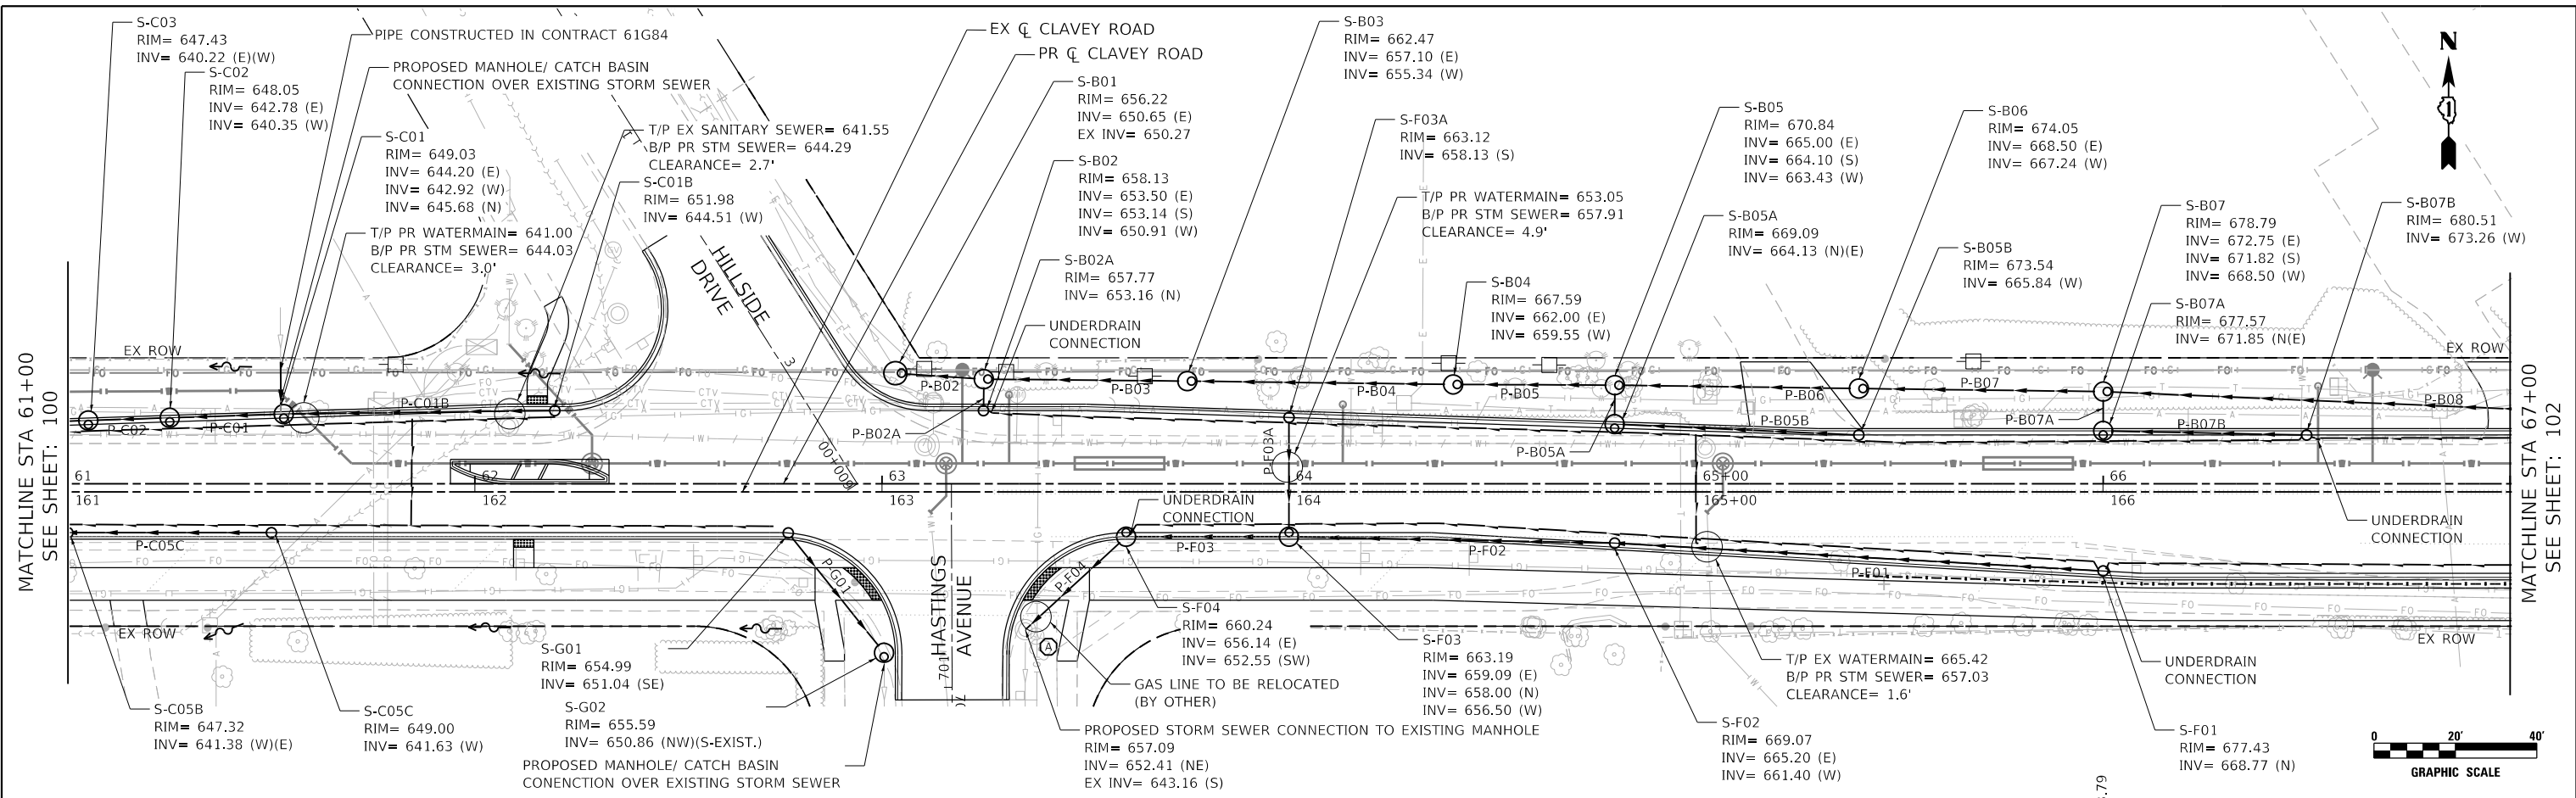 S-C03
RIM= 647.43
INV= 640.22 (E)(W)
S-C02
RIM= 648.05
INV= 642.78 (E)
INV= 640.35 (W)
PIPE CONSTRUCTED IN CONTRACT 61G84
PROPOSED MANHOLE/ CATCH BASIN
CONNECTION OVER EXISTING STORM SEWER
S-C01
RIM= 649.03
INV= 644.20 (E)
INV= 642.92 (W)
INV= 645.68 (N)
T/P PR WATERMAIN= 641.00
B/P PR STM SEWER= 644.03
CLEARANCE= 3.0'
T/P EX SANITARY SEWER= 641.55
B/P PR STM SEWER= 644.29
CLEARANCE= 2.7'
S-C01B
RIM= 651.98
INV= 644.51 (W)
EX ℄ CLAVEY ROAD
PR ℄ CLAVEY ROAD
S-B01
RIM= 656.22
INV= 650.65 (E)
EX INV= 650.27
S-B02
RIM= 658.13
INV= 653.50 (E)
INV= 653.14 (S)
INV= 650.91 (W)
S-B02A
RIM= 657.77
INV= 653.16 (N)
UNDERDRAIN
CONNECTION
S-B03
RIM= 662.47
INV= 657.10 (E)
INV= 655.34 (W)
S-F03A
RIM= 663.12
INV= 658.13 (S)
T/P PR WATERMAIN= 653.05
B/P PR STM SEWER= 657.91
CLEARANCE= 4.9'
S-B04
RIM= 667.59
INV= 662.00 (E)
INV= 659.55 (W)
S-B05
RIM= 670.84
INV= 665.00 (E)
INV= 664.10 (S)
INV= 663.43 (W)
S-B05A
RIM= 669.09
INV= 664.13 (N)(E)
S-B06
RIM= 674.05
INV= 668.50 (E)
INV= 667.24 (W)
S-B05B
RIM= 673.54
INV= 665.84 (W)
S-B07
RIM= 678.79
INV= 672.75 (E)
INV= 671.82 (S)
INV= 668.50 (W)
S-B07A
RIM= 677.57
INV= 671.85 (N(E)
S-B07B
RIM= 680.51
INV= 673.26 (W)
N
HILLSIDE
DRIVE
MATCHLINE STA 61+00
SEE SHEET: 100
MATCHLINE STA 67+00
SEE SHEET: 102
EX ROW
EX ROW
P-C02
P-C01
P-C01B
P-B02
P-B02A
P-B03
P-B04
P-B05
P-B05A
P-B05B
P-B06
P-B07
P-B07A
P-B07B
P-B08
P-F03A
61
161
62
162
63
163
64
164
65+00
165+00
66
166
00+00
P-C05C
P-G01
P-F04
P-F03
P-F02
P-F01
UNDERDRAIN
CONNECTION
UNDERDRAIN
CONNECTION
HASTINGS
AVENUE
701
A
EX ROW
EX ROW
S-C05B
RIM= 647.32
INV= 641.38 (W)(E)
S-C05C
RIM= 649.00
INV= 641.63 (W)
S-G01
RIM= 654.99
INV= 651.04 (SE)
S-G02
RIM= 655.59
INV= 650.86 (NW)(S-EXIST.)
PROPOSED MANHOLE/ CATCH BASIN
CONENCTION OVER EXISTING STORM SEWER
S-F04
RIM= 660.24
INV= 656.14 (E)
INV= 652.55 (SW)
GAS LINE TO BE RELOCATED
(BY OTHER)
PROPOSED STORM SEWER CONNECTION TO EXISTING MANHOLE
RIM= 657.09
INV= 652.41 (NE)
EX INV= 643.16 (S)
S-F03
RIM= 663.19
INV= 659.09 (E)
INV= 658.00 (N)
INV= 656.50 (W)
S-F02
RIM= 669.07
INV= 665.20 (E)
INV= 661.40 (W)
T/P EX WATERMAIN= 665.42
B/P PR STM SEWER= 657.03
CLEARANCE= 1.6'
UNDERDRAIN
CONNECTION
S-F01
RIM= 677.43
INV= 668.77 (N)
0 20' 40'
GRAPHIC SCALE